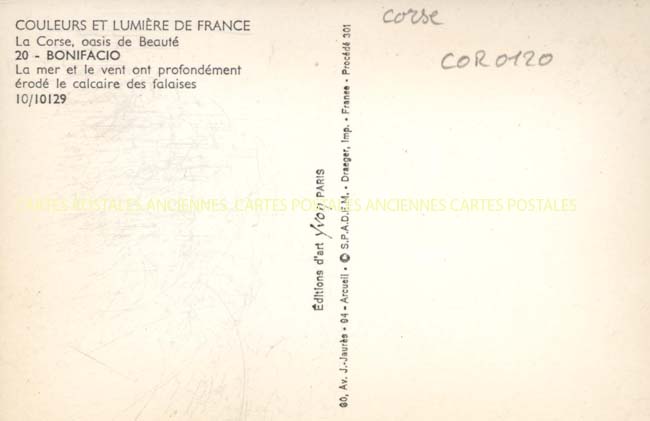 COULEURS ET LUMIÈRE DE FRANCE
La Corse, oasis de Beauté
20 - BONIFACIO
La mer et le vent ont profondément
érodé le calcaire des falaises
10/10129
corse
COR0120
CARTES POSTALES ANCIENNES CARTES POSTALES ANCIENNES CARTES POSTALES
Éditions d'art Yvon PARIS
80, Av. J.-Jaurès • 94 - Arcueil • © S.P.A.D.E.M. • Draeger, Imp. • France - Procédé 301